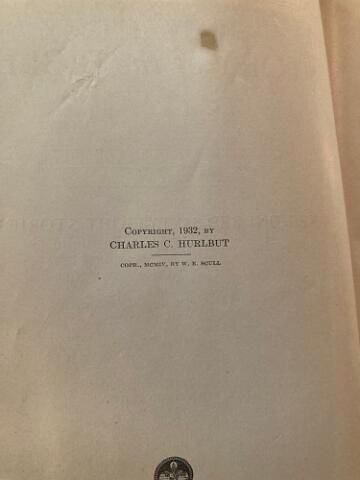 COPYRIGHT, 1932, BY
CHARLES C. HURLBUT
COPR., MCMIV, BY W. E. SCULL